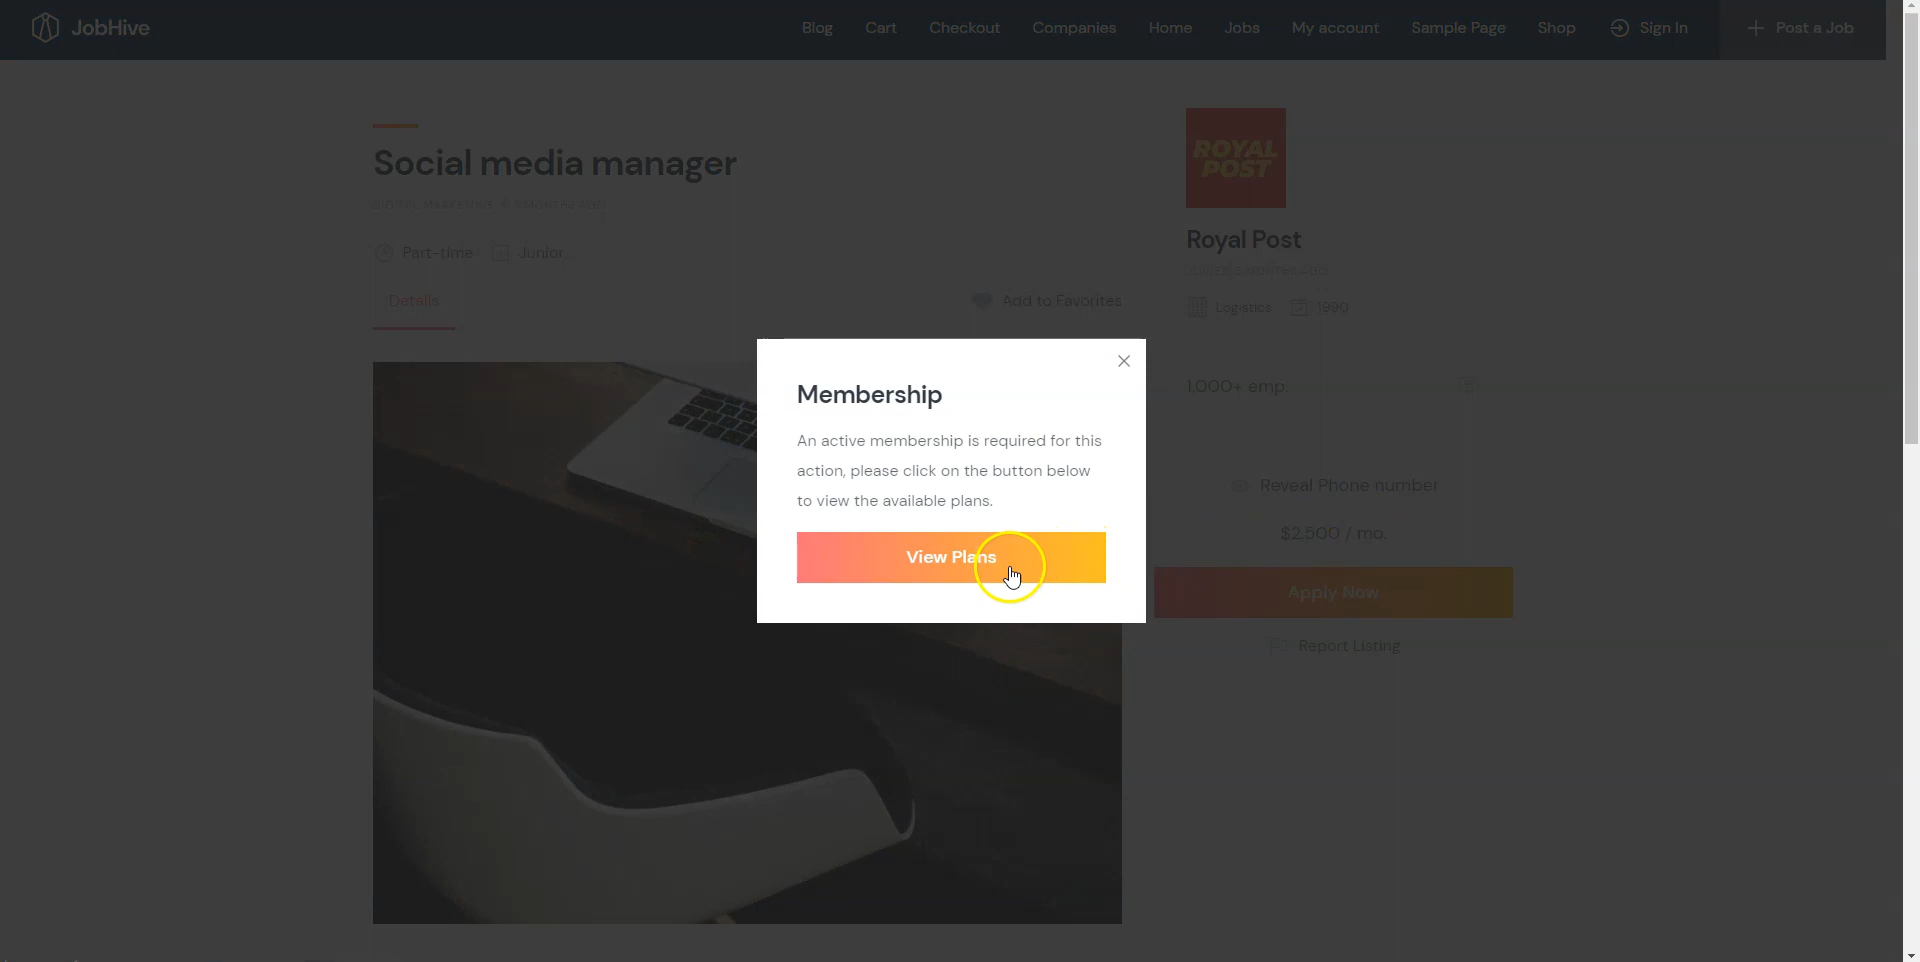 JobHive
Blog
Cart
Checkout
Companies
Home
Jobs
My account
Sample Page
Shop
Sign In
Post a Job
Social media manager
Part-time
Junior
Details
Add to Favorites
ROYAL
POST
Royal Post
Logistics
1990
1,000+ emp.
Reveal Phone number
$2,500 / mo.
Apply Now
Report Listing
Membership
An active membership is required for this
action, please click on the button below
to view the available plans.
View Plans